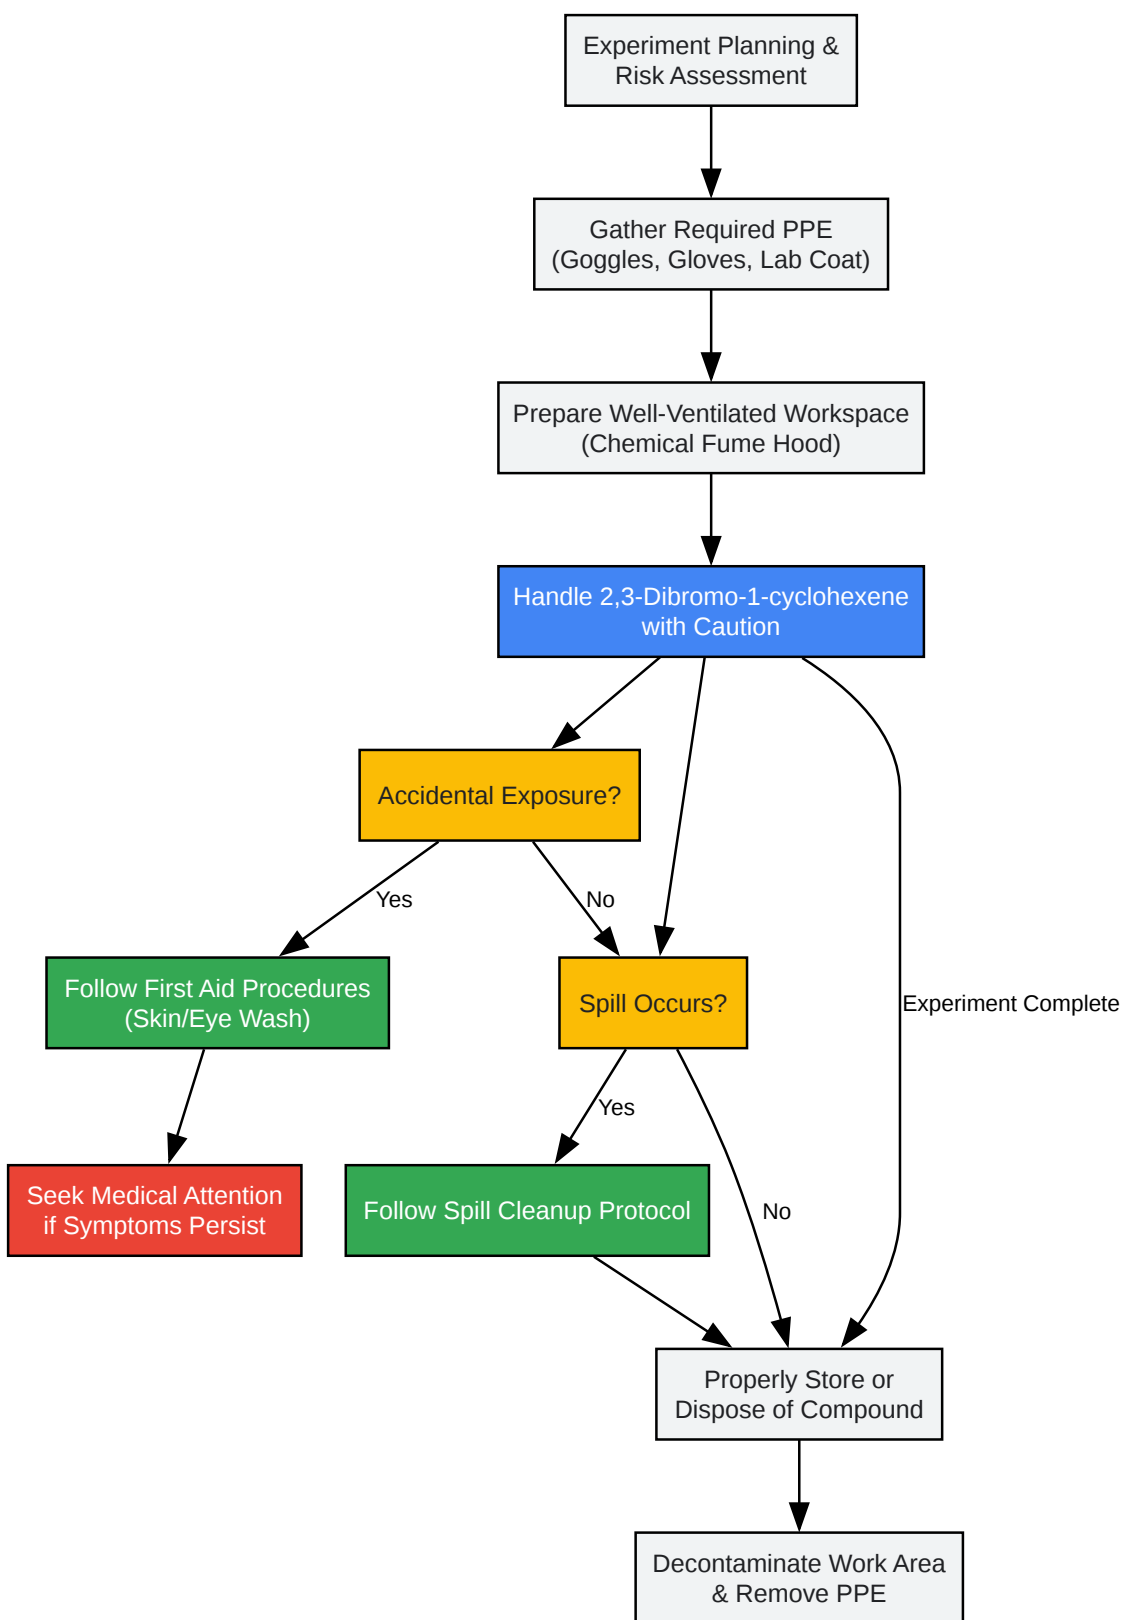 Experiment Planning &
Risk Assessment
Gather Required PPE
(Goggles, Gloves, Lab Coat)
Prepare Well-Ventilated Workspace
(Chemical Fume Hood)
Handle 2,3-Dibromo-1-cyclohexene
with Caution
Accidental Exposure?
Yes
No
Follow First Aid Procedures
(Skin/Eye Wash)
Spill Occurs?
Experiment Complete
Yes
Seek Medical Attention
if Symptoms Persist
Follow Spill Cleanup Protocol
No
Properly Store or
Dispose of Compound
Decontaminate Work Area
& Remove PPE